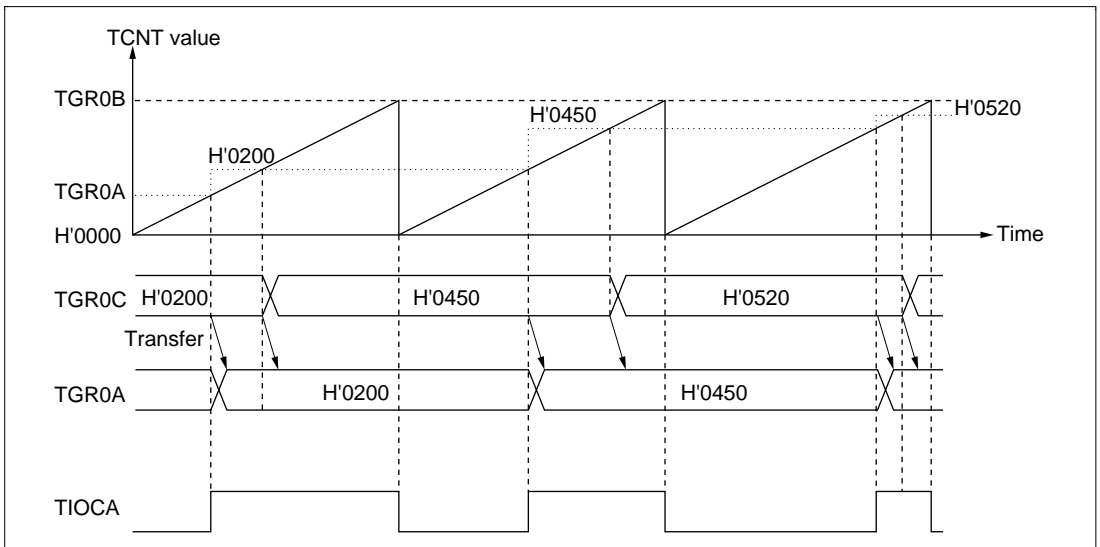 TCNT value
TGR0B
H'0520
H'0450
H'0200
TGR0A
H'0000
Time
TGR0C
H'0200
H'0450
H'0520
Transfer
TGR0A
H'0200
H'0450
TIOCA